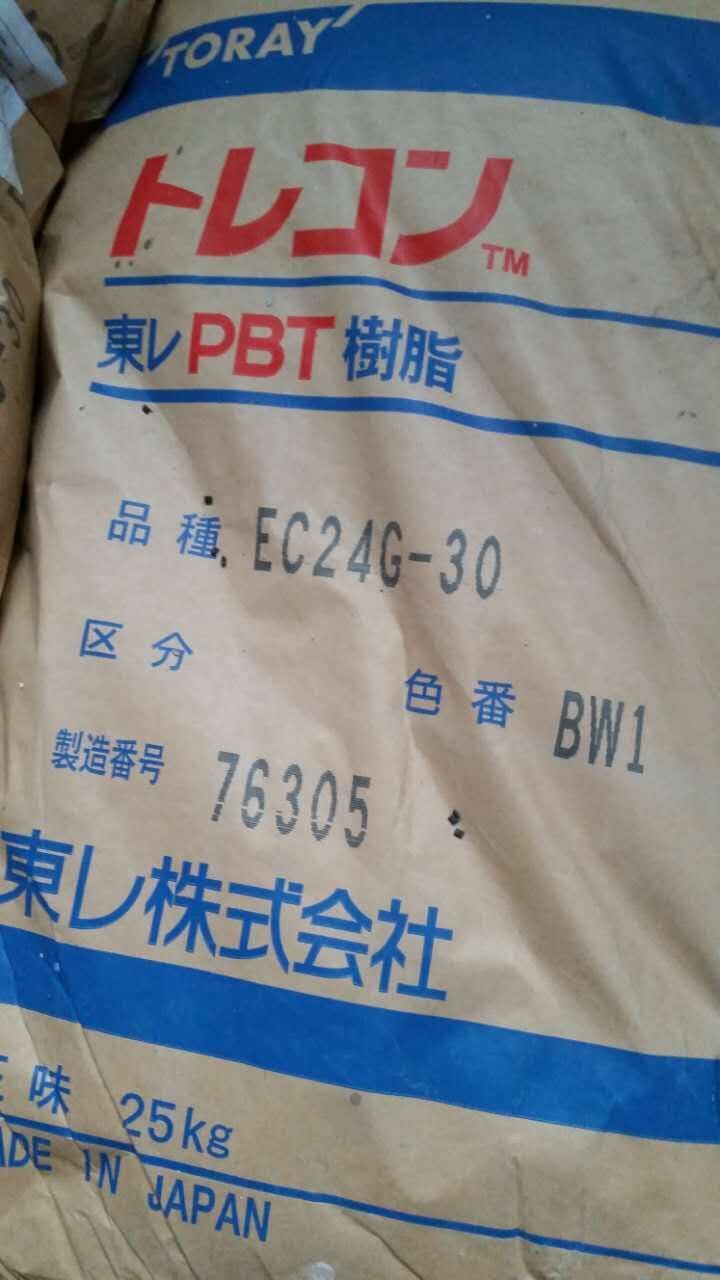 TORAY
トレコン™
東レPBT樹脂
品種 EC24G-30
区分
色番 BW1
製造番号 76305
東レ株式会社
正味 25kg
MADE IN JAPAN